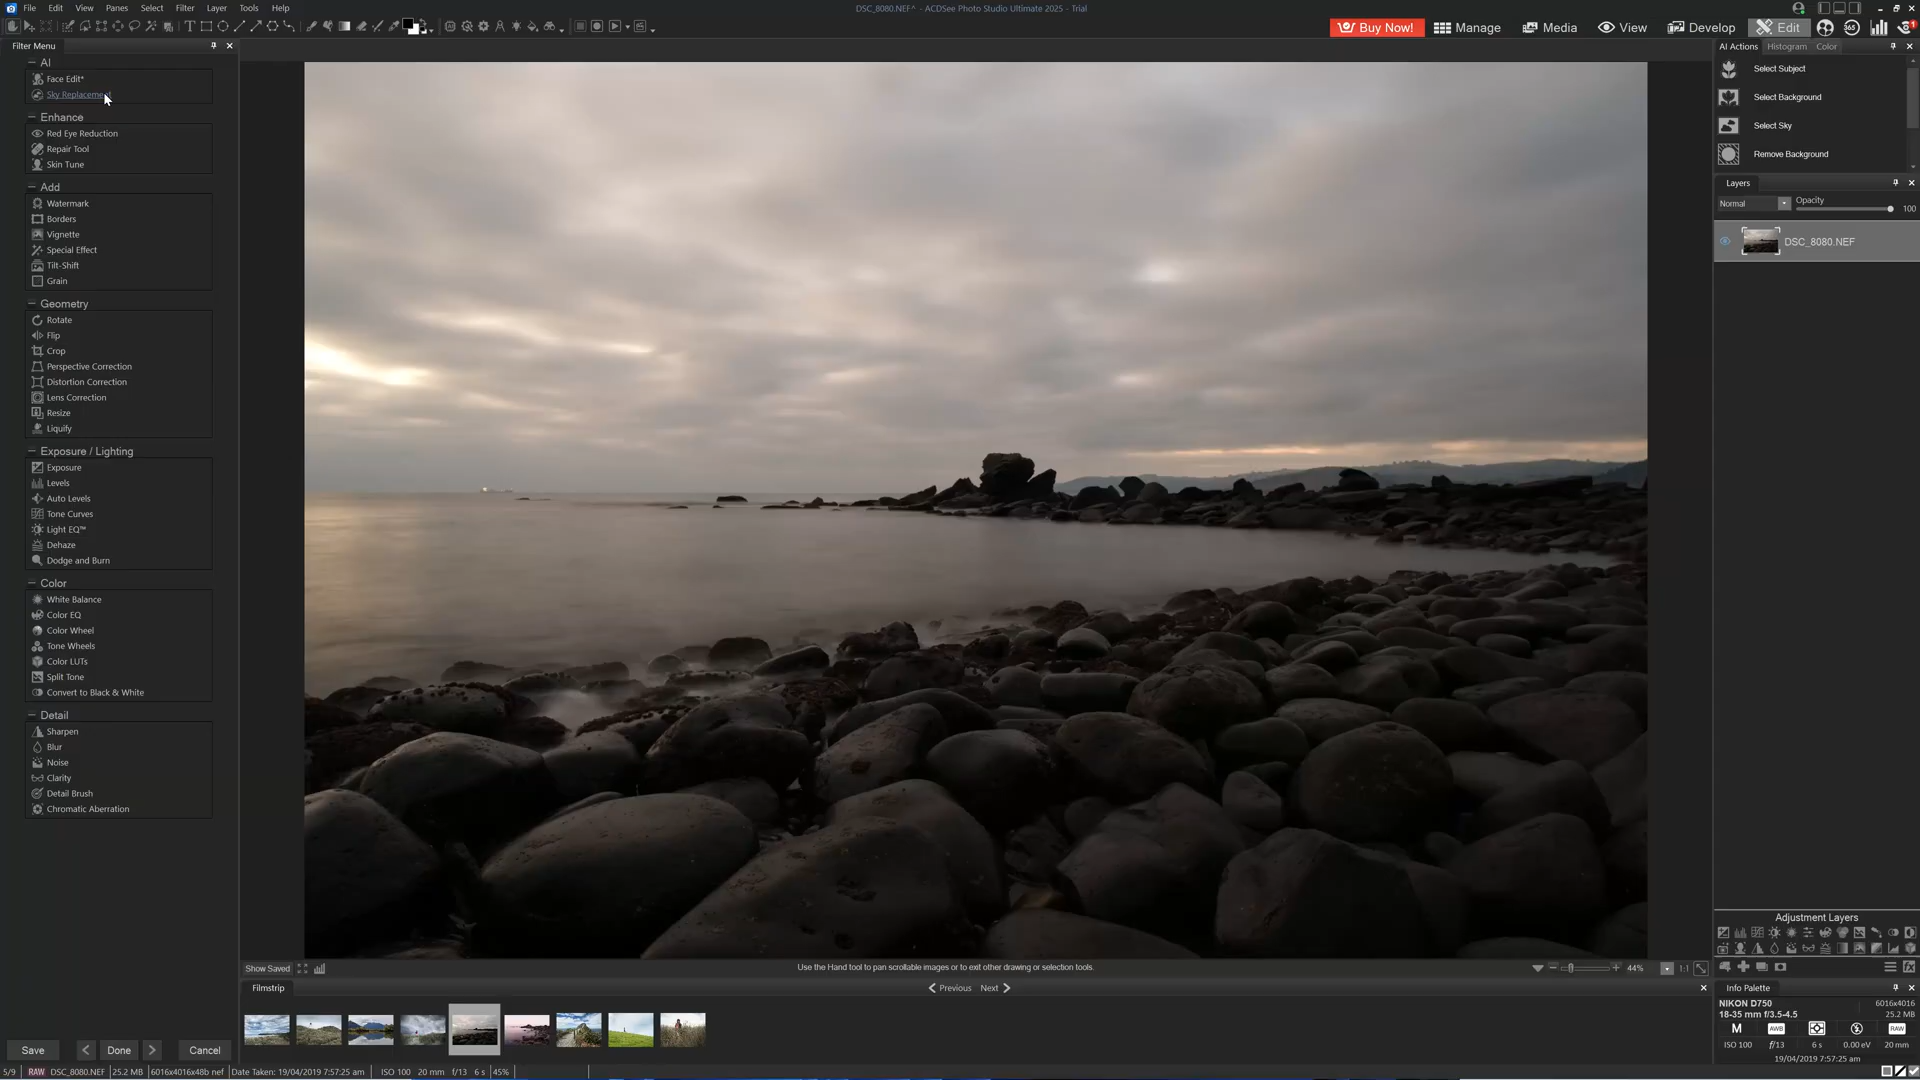 File Edit View Panes Select Filter Layer Tools Help
DSC_8080.NEF* - ACDSee Photo Studio Ultimate 2025 - Trial
Buy Now! Manage Media View Develop Edit 365
Filter Menu
AI
Face Edit*
Sky Replacement
Enhance
Red Eye Reduction
Repair Tool
Skin Tune
Add
Watermark
Borders
Vignette
Special Effect
Tilt-Shift
Grain
Geometry
Rotate
Flip
Crop
Perspective Correction
Distortion Correction
Lens Correction
Resize
Liquify
Exposure / Lighting
Exposure
Levels
Auto Levels
Tone Curves
Light EQ™
Dehaze
Dodge and Burn
Color
White Balance
Color EQ
Color Wheel
Tone Wheels
Color LUTs
Split Tone
Convert to Black & White
Detail
Sharpen
Blur
Noise
Clarity
Detail Brush
Chromatic Aberration
Save Done Cancel
Show Saved
Use the Hand tool to pan scrollable images or to exit other drawing or selection tools.
44% 1:1
Filmstrip
Previous Next
AI Actions Histogram Color
Select Subject
Select Background
Select Sky
Remove Background
Layers
Normal Opacity 100
DSC_8080.NEF
Adjustment Layers
Info Palette
NIKON D750 6016x4016
18-35 mm f/3.5-4.5 25.2 MB
M AWB RAW
ISO 100 f/13 6 s 0.00 eV 20 mm
19/04/2019 7:57:25 am
5/9 RAW DSC_8080.NEF 25.2 MB 6016x4016x48b nef Date Taken: 19/04/2019 7:57:25 am ISO 100 20 mm f/13 6 s 45%